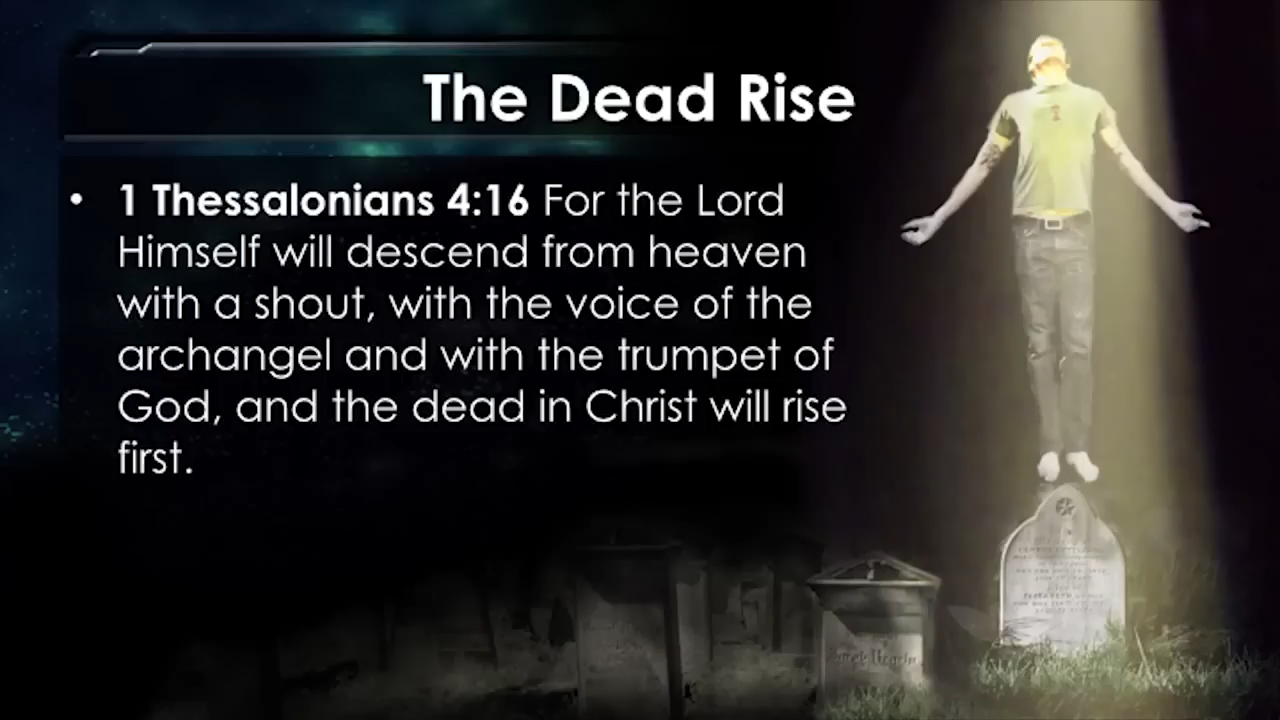 The Dead Rise
• 1 Thessalonians 4:16 For the Lord
Himself will descend from heaven
with a shout, with the voice of the
archangel and with the trumpet of
God, and the dead in Christ will rise
first.